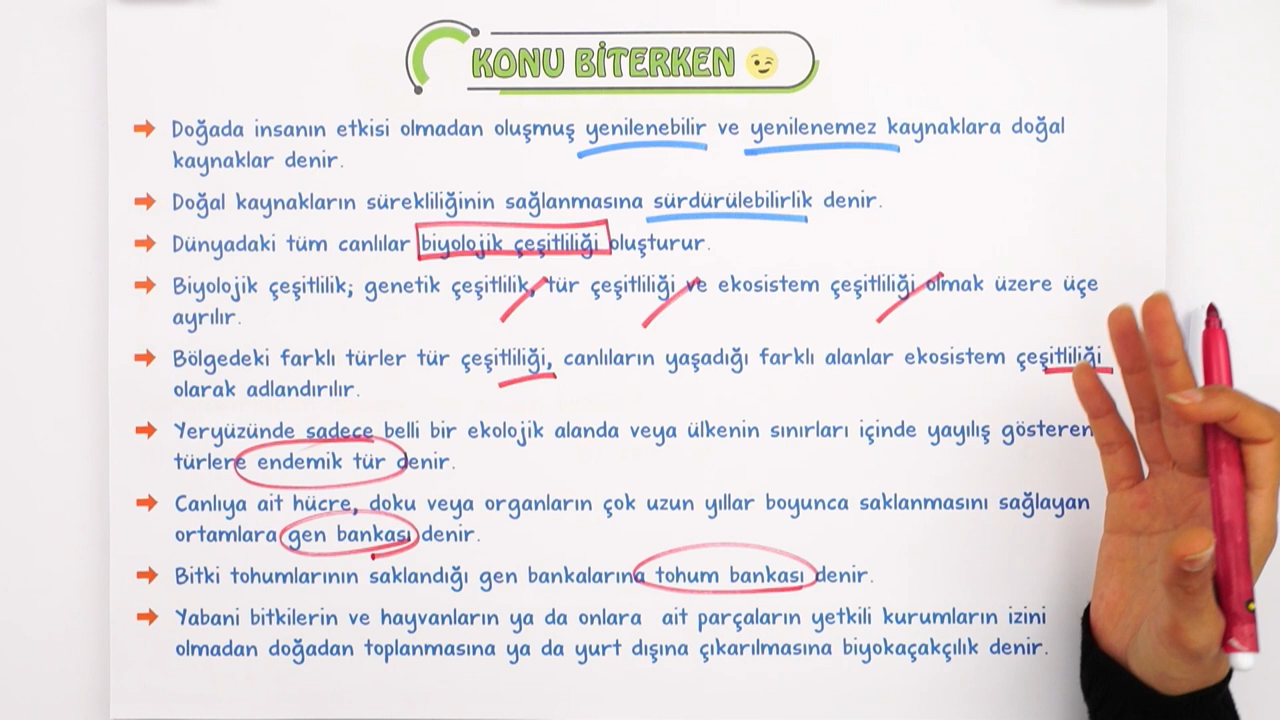 KONU BİTERKEN
Doğada insanın etkisi olmadan oluşmuş yenilenebilir ve yenilenemez kaynaklara doğal
kaynaklar denir.
Doğal kaynakların sürekliliğinin sağlanmasına sürdürülebilirlik denir.
Dünyadaki tüm canlılar biyolojik çeşitliliği oluşturur.
Biyolojik çeşitlilik; genetik çeşitlilik, tür çeşitliliği ve ekosistem çeşitliliği olmak üzere üçe
ayrılır.
Bölgedeki farklı türler tür çeşitliliği, canlıların yaşadığı farklı alanlar ekosistem çeşitliliği
olarak adlandırılır.
Yeryüzünde sadece belli bir ekolojik alanda veya ülkenin sınırları içinde yayılış gösteren
türlere endemik tür denir.
Canlıya ait hücre, doku veya organların çok uzun yıllar boyunca saklanmasını sağlayan
ortamlara gen bankası denir.
Bitki tohumlarının saklandığı gen bankalarına tohum bankası denir.
Yabani bitkilerin ve hayvanların ya da onlara ait parçaların yetkili kurumların izini
olmadan doğadan toplanmasına ya da yurt dışına çıkarılmasına biyokaçakçılık denir.